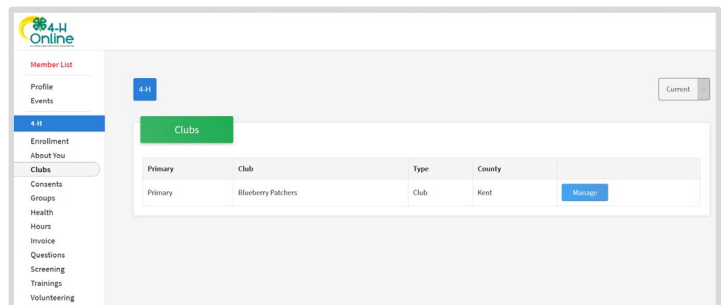 4-H
Online
Member List
Profile
Events
4-H
Enrollment
About You
Clubs
Consents
Groups
Health
Hours
Invoice
Questions
Screening
Trainings
Volunteering
4-H
Current
Clubs
Primary Club Type County
Primary Blueberry Patchers Club Kent Manage